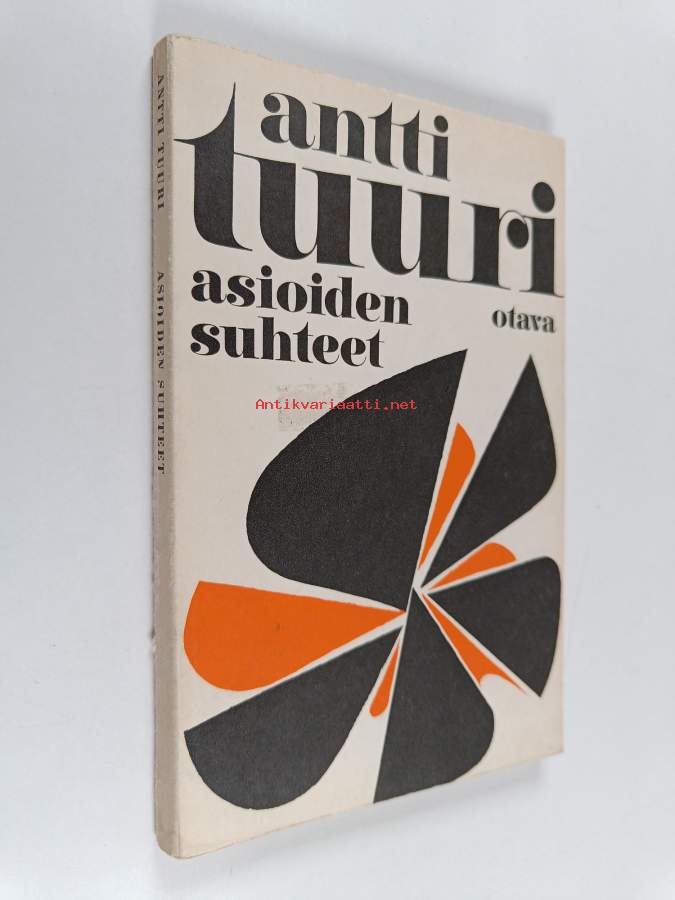 antti
tuuri
asioiden
suhteet
otava
ANTTI TUURI ASIOIDEN SUHTEET
Antikvariaatti.net